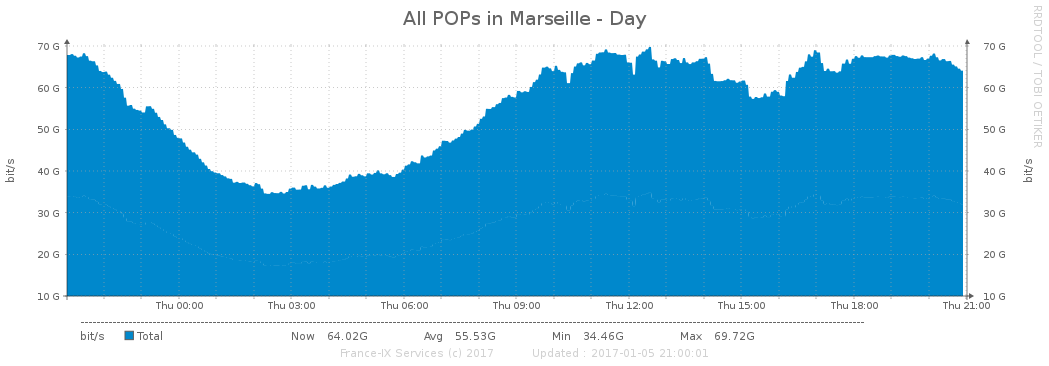 All POPs in Marseille - Day
RRDTOOL / TOBI OETIKER
70 G 70 G
60 G 60 G
50 G 50 G
40 G 40 G
30 G 30 G
20 G 20 G
10 G 10 G
bit/s
bit/s
Thu 00:00 Thu 03:00 Thu 06:00 Thu 09:00 Thu 12:00 Thu 15:00 Thu 18:00 Thu 21:00
bit/s Total Now 64.02G Avg 55.53G Min 34.46G Max 69.72G
France-IX Services (c) 2017 Updated : 2017-01-05 21:00:01